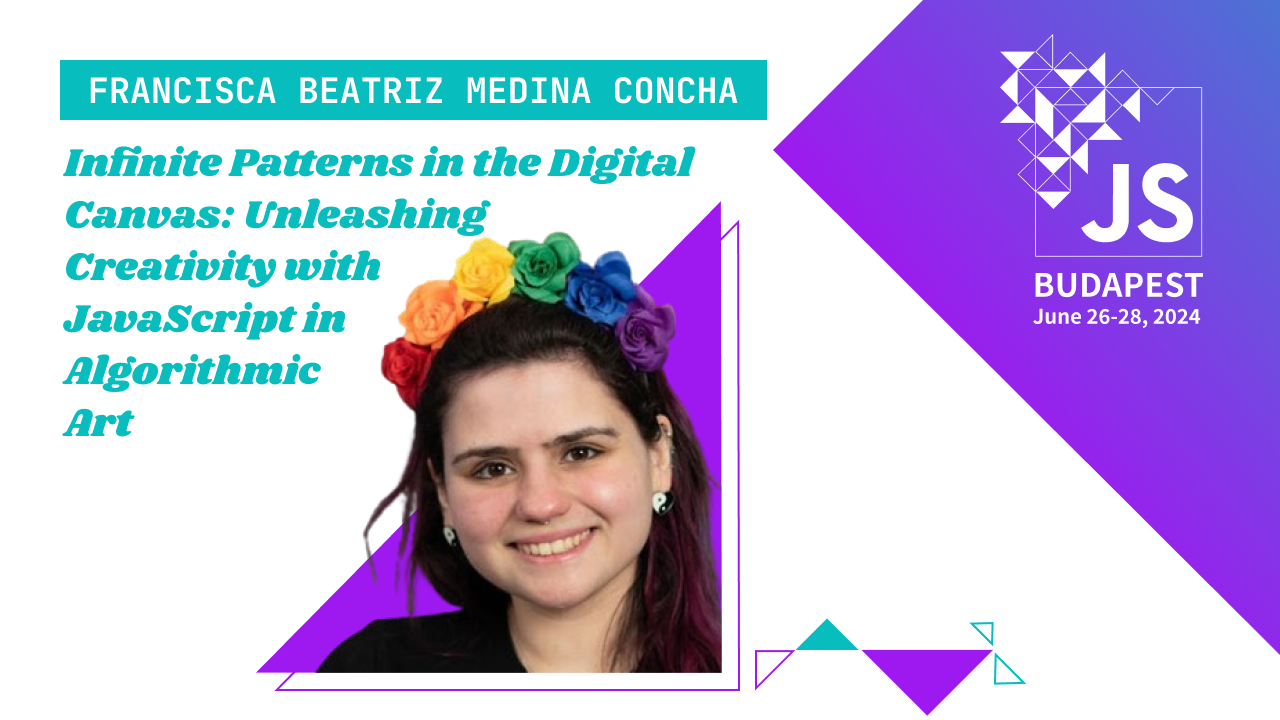 FRANCISCA BEATRIZ MEDINA CONCHA
Infinite Patterns in the Digital
Canvas: Unleashing
Creativity with
JavaScript in
Algorithmic
Art
JS
BUDAPEST
June 26-28, 2024